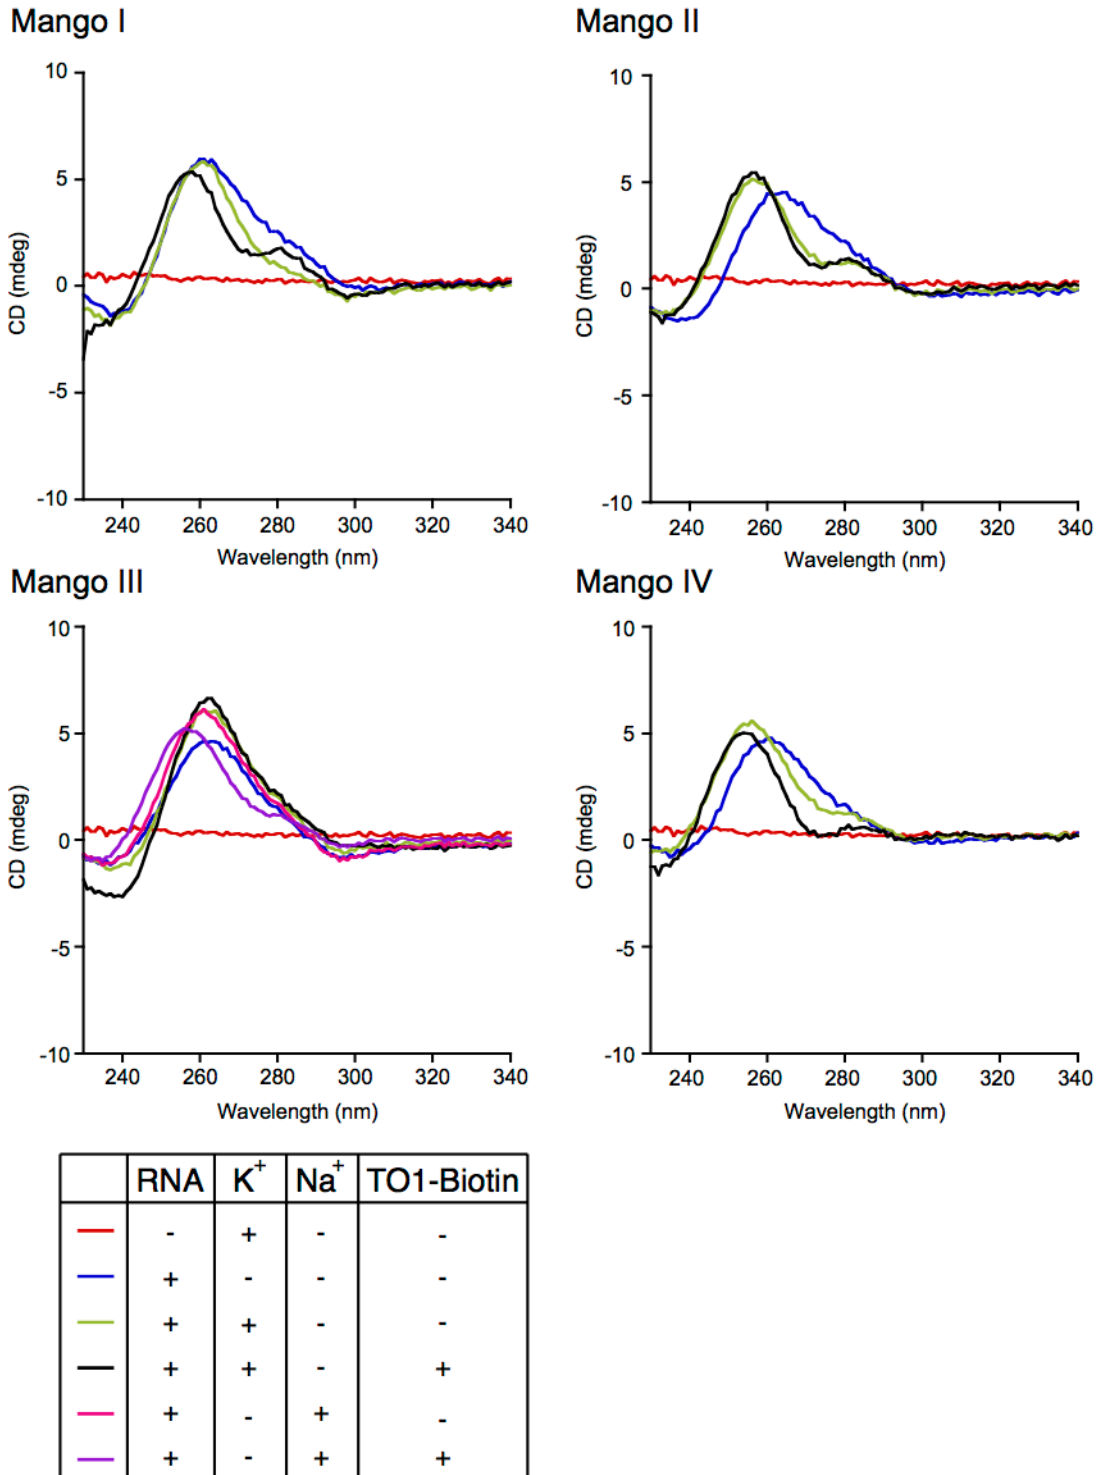 Mango I
10
5
0
-5
-10
CD (mdeg)
240 260 280 300 320 340
Wavelength (nm)
Mango II
10
5
0
-5
-10
CD (mdeg)
240 260 280 300 320 340
Wavelength (nm)
Mango III
10
5
0
-5
-10
CD (mdeg)
240 260 280 300 320 340
Wavelength (nm)
Mango IV
10
5
0
-5
-10
CD (mdeg)
240 260 280 300 320 340
Wavelength (nm)
RNA K+ Na+ TO1-Biotin
- + - -
+ - - -
+ + - -
+ + - +
+ - + -
+ - + +